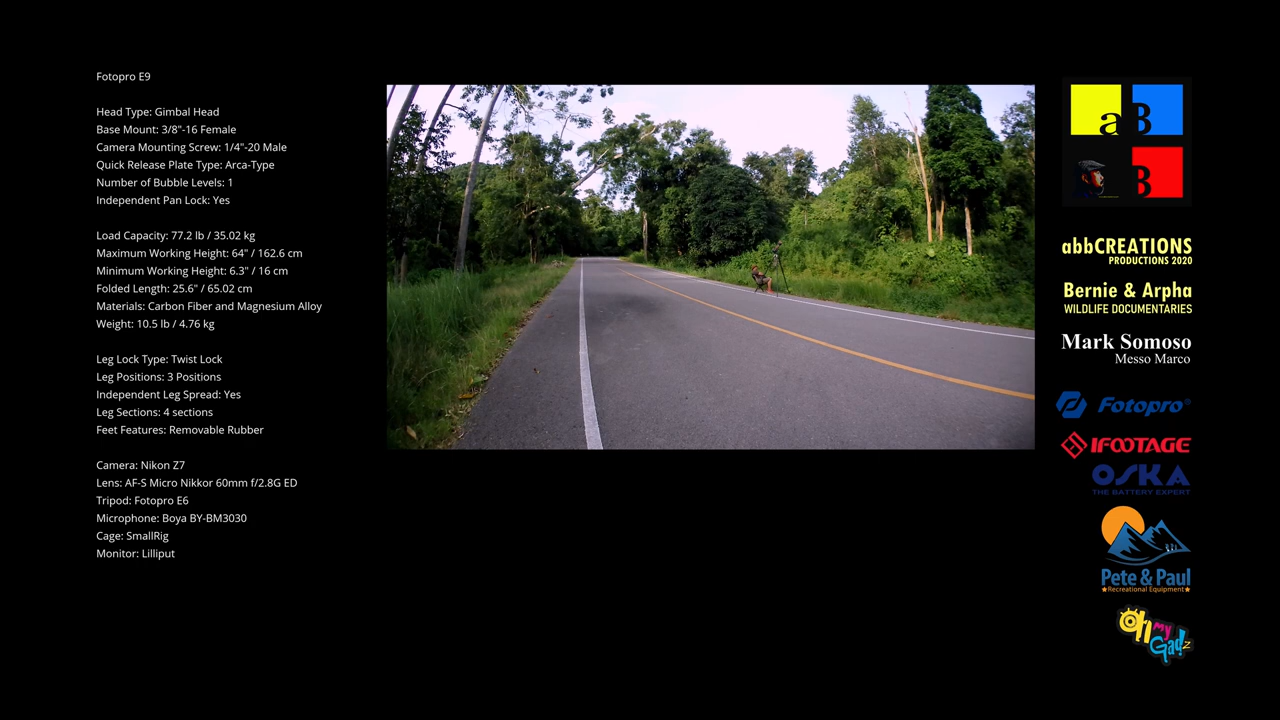 Fotopro E9
Head Type: Gimbal Head
Base Mount: 3/8"-16 Female
Camera Mounting Screw: 1/4"-20 Male
Quick Release Plate Type: Arca-Type
Number of Bubble Levels: 1
Independent Pan Lock: Yes
Load Capacity: 77.2 lb / 35.02 kg
Maximum Working Height: 64" / 162.6 cm
Minimum Working Height: 6.3" / 16 cm
Folded Length: 25.6" / 65.02 cm
Materials: Carbon Fiber and Magnesium Alloy
Weight: 10.5 lb / 4.76 kg
Leg Lock Type: Twist Lock
Leg Positions: 3 Positions
Independent Leg Spread: Yes
Leg Sections: 4 sections
Feet Features: Removable Rubber
Camera: Nikon Z7
Lens: AF-S Micro Nikkor 60mm f/2.8G ED
Tripod: Fotopro E6
Microphone: Boya BY-BM3030
Cage: SmallRig
Monitor: Lilliput
a B
B
abbCREATIONS
PRODUCTIONS 2020
Bernie & Arpha
WILDLIFE DOCUMENTARIES
Mark Somoso
Messo Marco
Fotopro®
IFOOTAGE
OSKA
THE BATTERY EXPERT
Pete & Paul
★Recreational Equipment★
Oh
my
Gadz